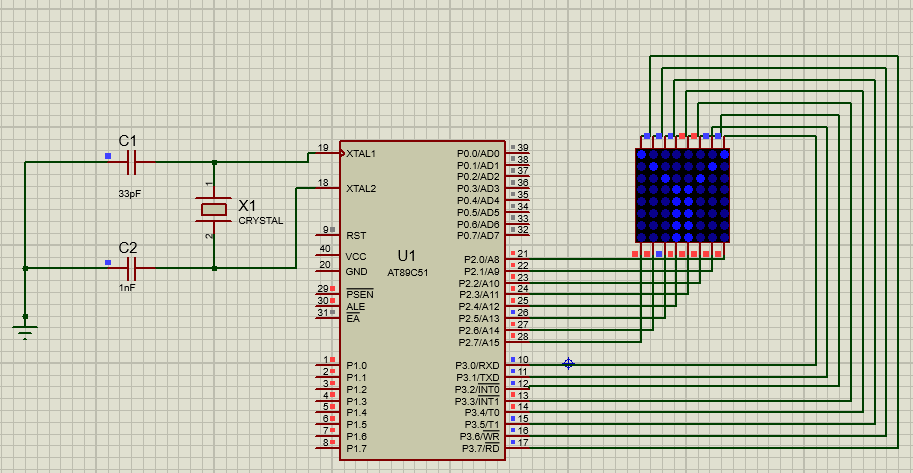 C1
33pF
C2
1nF
1
X1
CRYSTAL
2
U1
AT89C51
19 XTAL1
18 XTAL2
9 RST
40 VCC
20 GND
29 PSEN
30 ALE
31 EA
1 P1.0
2 P1.1
3 P1.2
4 P1.3
5 P1.4
6 P1.5
7 P1.6
8 P1.7
P0.0/AD0 39
P0.1/AD1 38
P0.2/AD2 37
P0.3/AD3 36
P0.4/AD4 35
P0.5/AD5 34
P0.6/AD6 33
P0.7/AD7 32
P2.0/A8 21
P2.1/A9 22
P2.2/A10 23
P2.3/A11 24
P2.4/A12 25
P2.5/A13 26
P2.6/A14 27
P2.7/A15 28
P3.0/RXD 10
P3.1/TXD 11
P3.2/INT0 12
P3.3/INT1 13
P3.4/T0 14
P3.5/T1 15
P3.6/WR 16
P3.7/RD 17